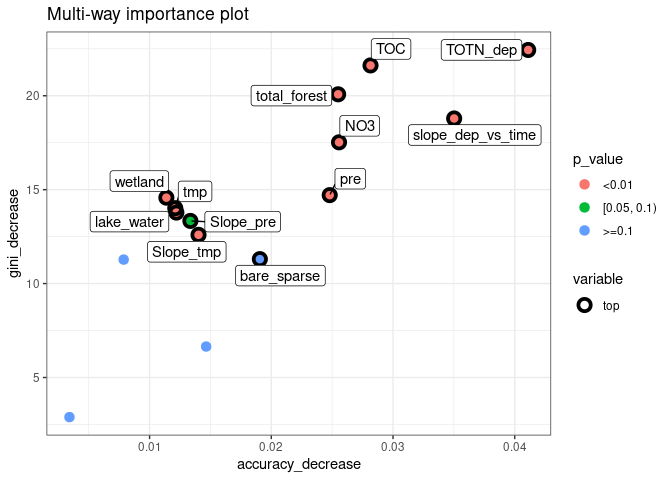 Multi-way importance plot
TOC
TOTN_dep
total_forest
slope_dep_vs_time
NO3
pre
wetland
tmp
lake_water
Slope_pre
Slope_tmp
bare_sparse
20
15
10
5
gini_decrease
0.01
0.02
0.03
0.04
accuracy_decrease
p_value
<0.01
[0.05, 0.1)
>=0.1
variable
top